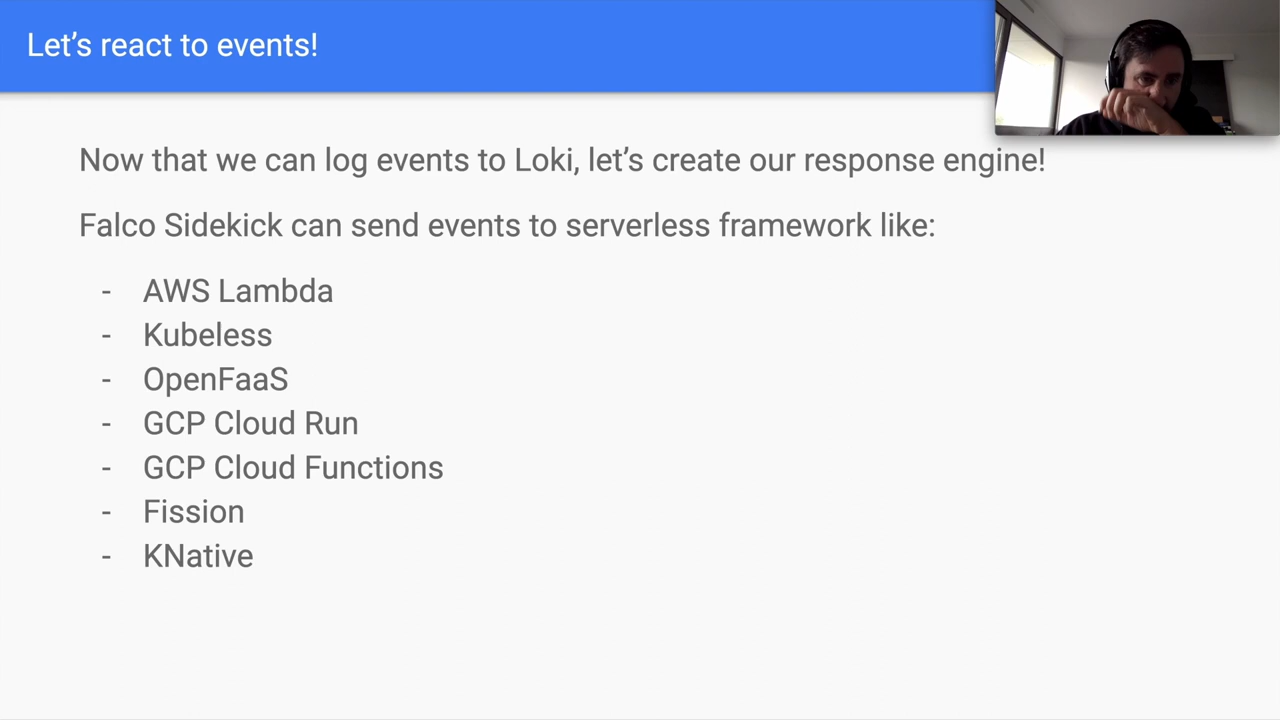 Let’s react to events!
Now that we can log events to Loki, let’s create our response engine!
Falco Sidekick can send events to serverless framework like:
- AWS Lambda
- Kubeless
- OpenFaaS
- GCP Cloud Run
- GCP Cloud Functions
- Fission
- KNative